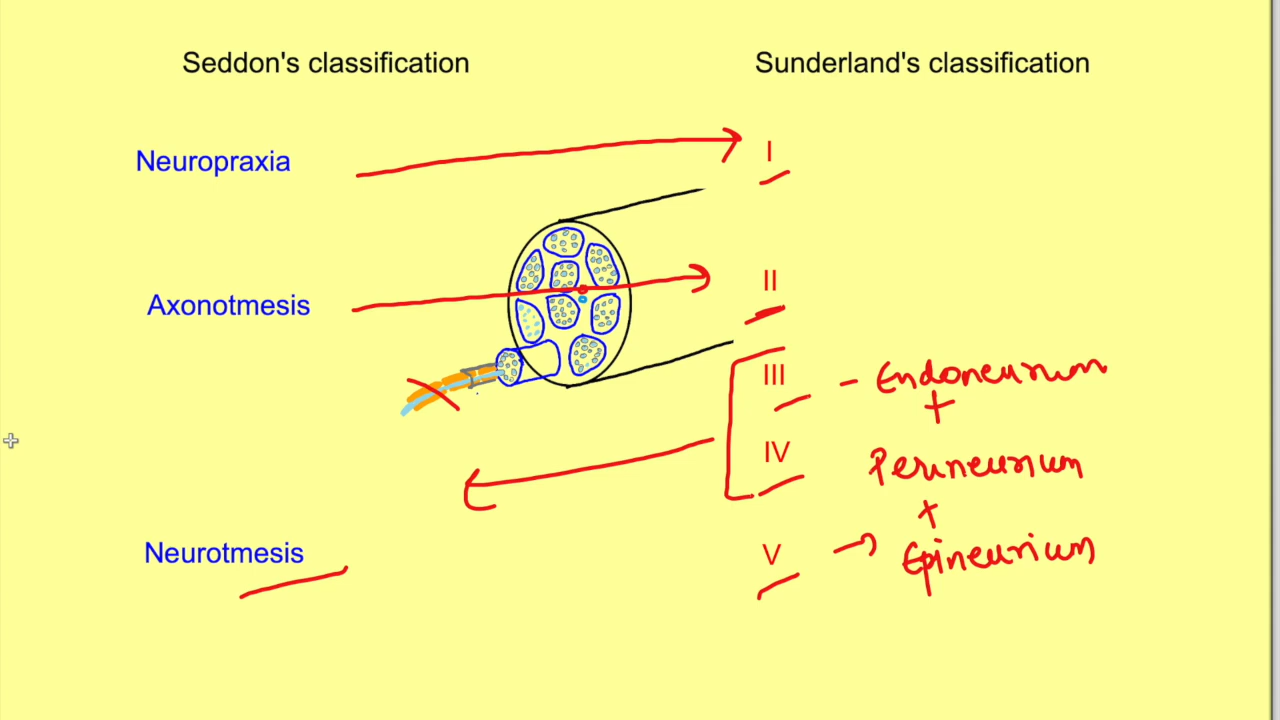 Seddon's classification
Sunderland's classification
Neuropraxia
I
Axonotmesis
II
III - Endoneurium
+
IV Perineurium
+
Neurotmesis
V → Epineurium